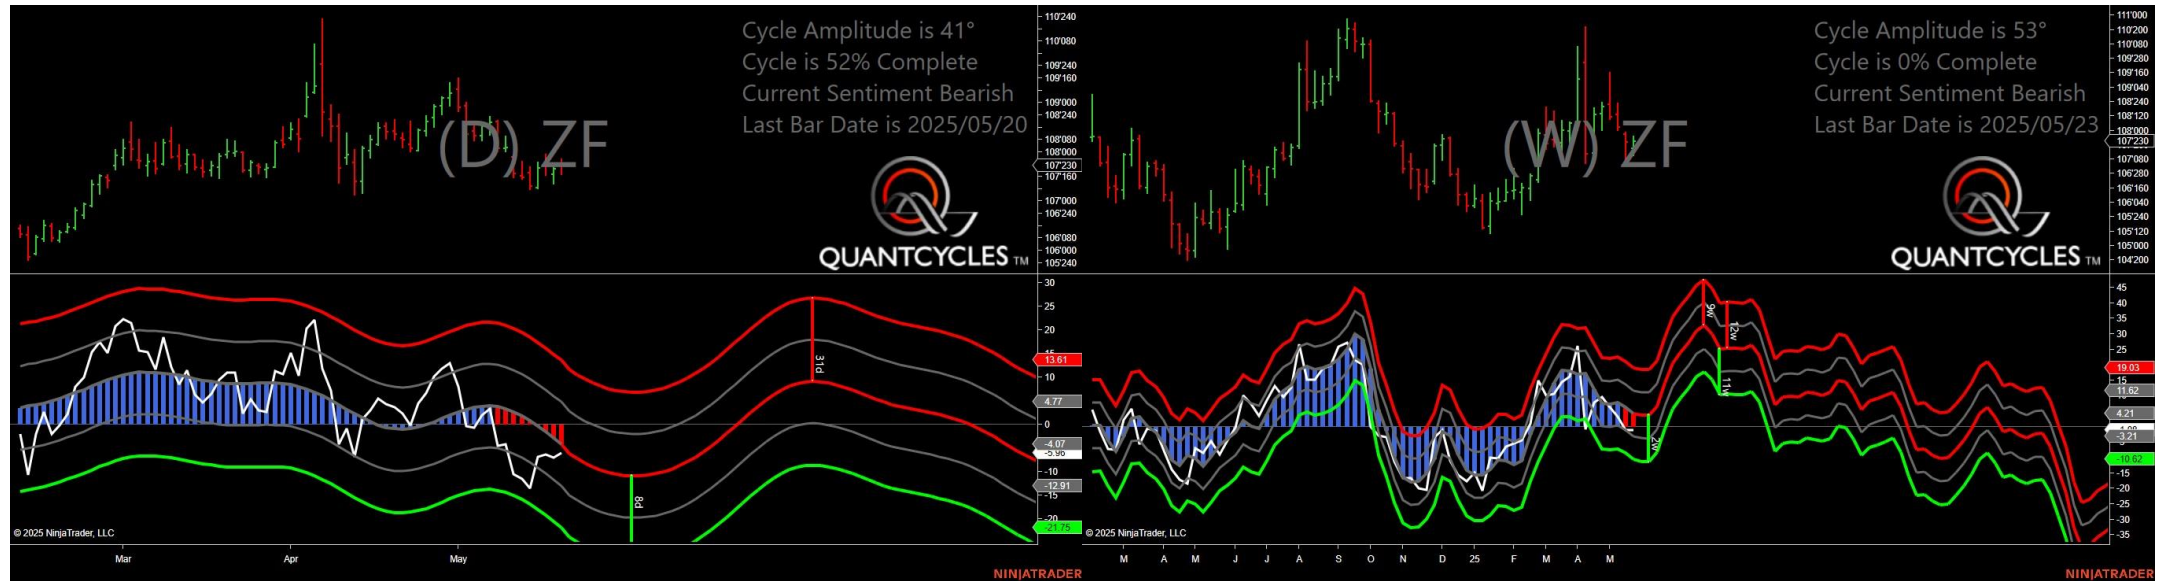 Cycle Amplitude is 41°
Cycle is 52% Complete
Current Sentiment Bearish
Last Bar Date is 2025/05/20
(D) ZF
QUANTCYCLES TM
110'240
110'080
109'240
109'160
109'000
108'240
108'080
108'000
107'230
107'160
107'000
106'240
106'080
106'000
105'240
30
25
20
13.61
10
4.77
0
-4.07
-5.96
-10
-12.91
-15
-20
-21.75
31d
8d
© 2025 NinjaTrader, LLC
Mar
Apr
May
NINJATRADER
Cycle Amplitude is 53°
Cycle is 0% Complete
Current Sentiment Bearish
Last Bar Date is 2025/05/23
(W) ZF
QUANTCYCLES TM
111'000
110'200
110'080
109'280
109'160
109'040
108'240
108'120
108'000
107'230
107'080
106'280
106'160
106'040
105'240
105'120
105'000
104'200
45
40
35
30
25
19.03
15
11.62
4.21
-3.21
-10.62
-15
-20
-25
-30
-35
9w
12w
11w
2w
© 2025 NinjaTrader, LLC
M
A
M
J
J
A
S
O
N
D
25
F
M
A
M
NINJATRADER